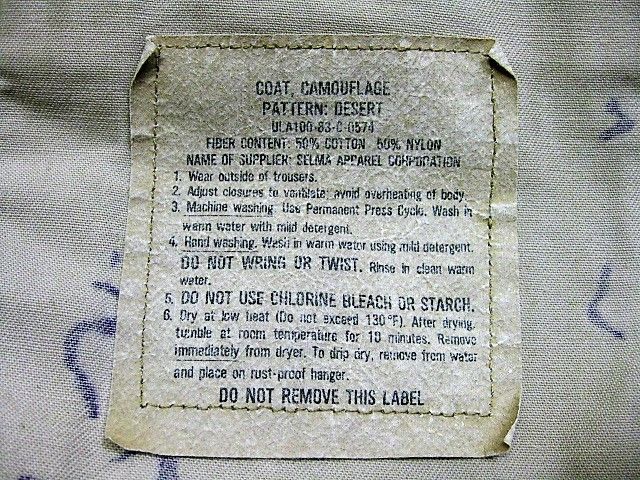 COAT, CAMOUFLAGE
PATTERN: DESERT
DLA100-83-C-0574
FIBER CONTENT: 50% COTTON 50% NYLON
NAME OF SUPPLIER: SELMA APPAREL CORPORATION
1. Wear outside of trousers.
2. Adjust closures to ventilate; avoid overheating of body.
3. Machine washing. Use Permanent Press Cycle. Wash in
warm water with mild detergent.
4. Hand washing. Wash in warm water using mild detergent.
DO NOT WRING OR TWIST. Rinse in clean warm
water.
5. DO NOT USE CHLORINE BLEACH OR STARCH.
6. Dry at low heat (Do not exceed 130°F). After drying,
tumble at room temperature for 10 minutes. Remove
immediately from dryer. To drip dry, remove from water
and place on rust-proof hanger.
DO NOT REMOVE THIS LABEL